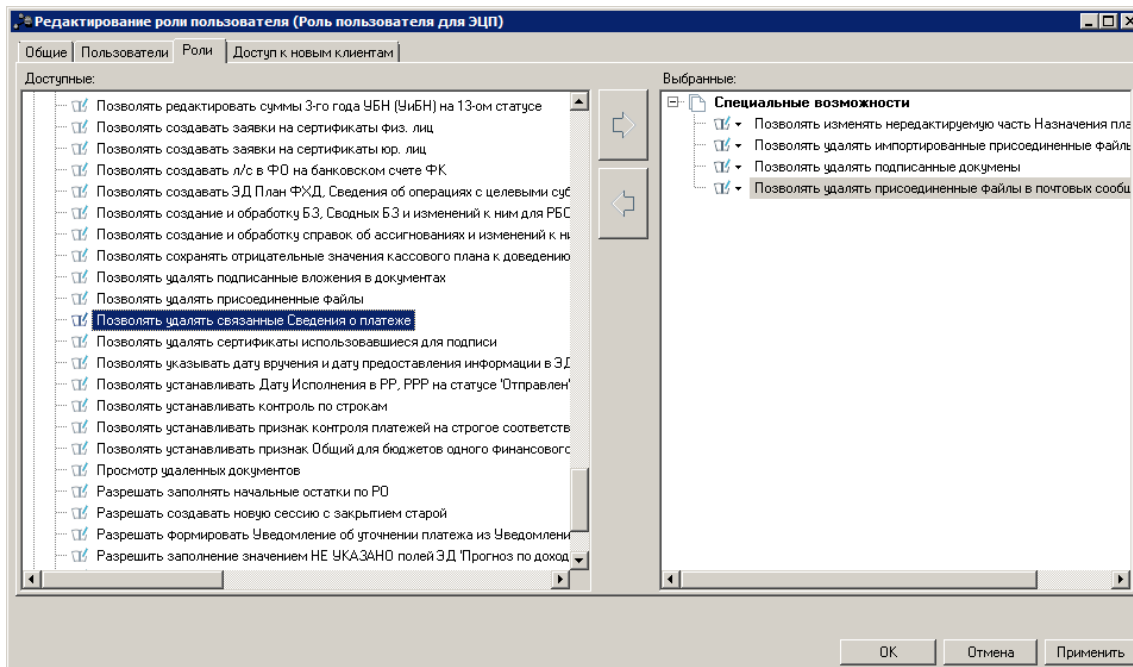 Редактирование роли пользователя (Роль пользователя для ЭЦП)
Общие Пользователи Роли Доступ к новым клиентам
Доступные:
Позволять редактировать суммы 3-го года УБН (УиБН) на 13-ом статусе
Позволять создавать заявки на сертификаты физ. лиц
Позволять создавать заявки на сертификаты юр. лиц
Позволять создавать л/с в ФО на банковском счете ФК
Позволять создавать ЭД План ФХД, Сведения об операциях с целевыми суб
Позволять создание и обработку БЗ, Сводных БЗ и изменений к ним для РБС
Позволять создание и обработку справок об ассигнованиях и изменений к ни
Позволять сохранять отрицательные значения кассового плана к доведению
Позволять удалять подписанные вложения в документах
Позволять удалять присоединенные файлы
Позволять удалять связанные Сведения о платеже
Позволять удалять сертификаты использовавшиеся для подписи
Позволять указывать дату вручения и дату предоставления информации в ЭД
Позволять устанавливать Дату Исполнения в РР, РРР на статусе 'Отправлен'
Позволять устанавливать контроль по строкам
Позволять устанавливать признак контроля платежей на строгое соответств
Позволять устанавливать признак Общий для бюджетов одного финансового
Просмотр удаленных документов
Разрешать заполнять начальные остатки по РО
Разрешать создавать новую сессию с закрытием старой
Разрешать формировать Уведомление об уточнении платежа из Уведомлени
Разрешить заполнение значением НЕ УКАЗАНО полей ЭД 'Прогноз по доход
Выбранные:
Специальные возможности
Позволять изменять нередактируемую часть Назначения пла
Позволять удалять импортированные присоединенные файлы
Позволять удалять подписанные докумены
Позволять удалять присоединенные файлы в почтовых сообщ
OK Отмена Применить